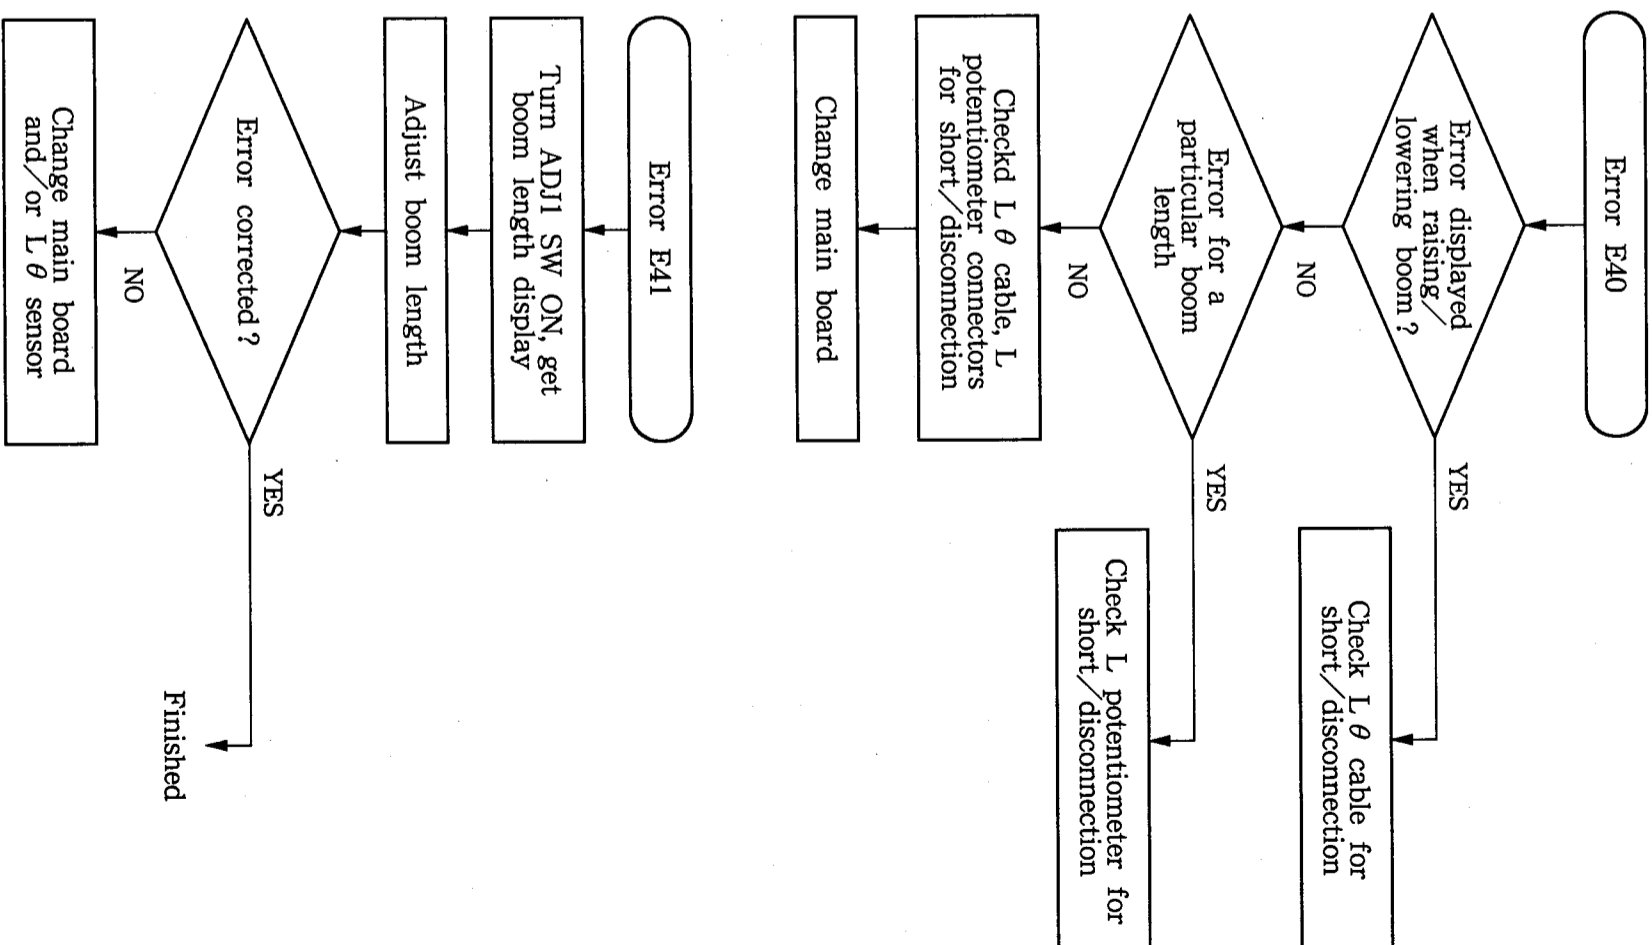 Error E40
Error displayed
when raising/
lowering boom?
YES
Check L θ cable for
short/disconnection
NO
Error for a
particular boom
length
YES
Check L potentiometer for
short/disconnection
NO
Checkd L θ cable, L
potentiometer connectors
for short/disconnection
Change main board
Error E41
Turn ADJ1 SW ON, get
boom length display
Adjust boom length
Error corrected?
YES
Finished
NO
Change main board
and/or L θ sensor